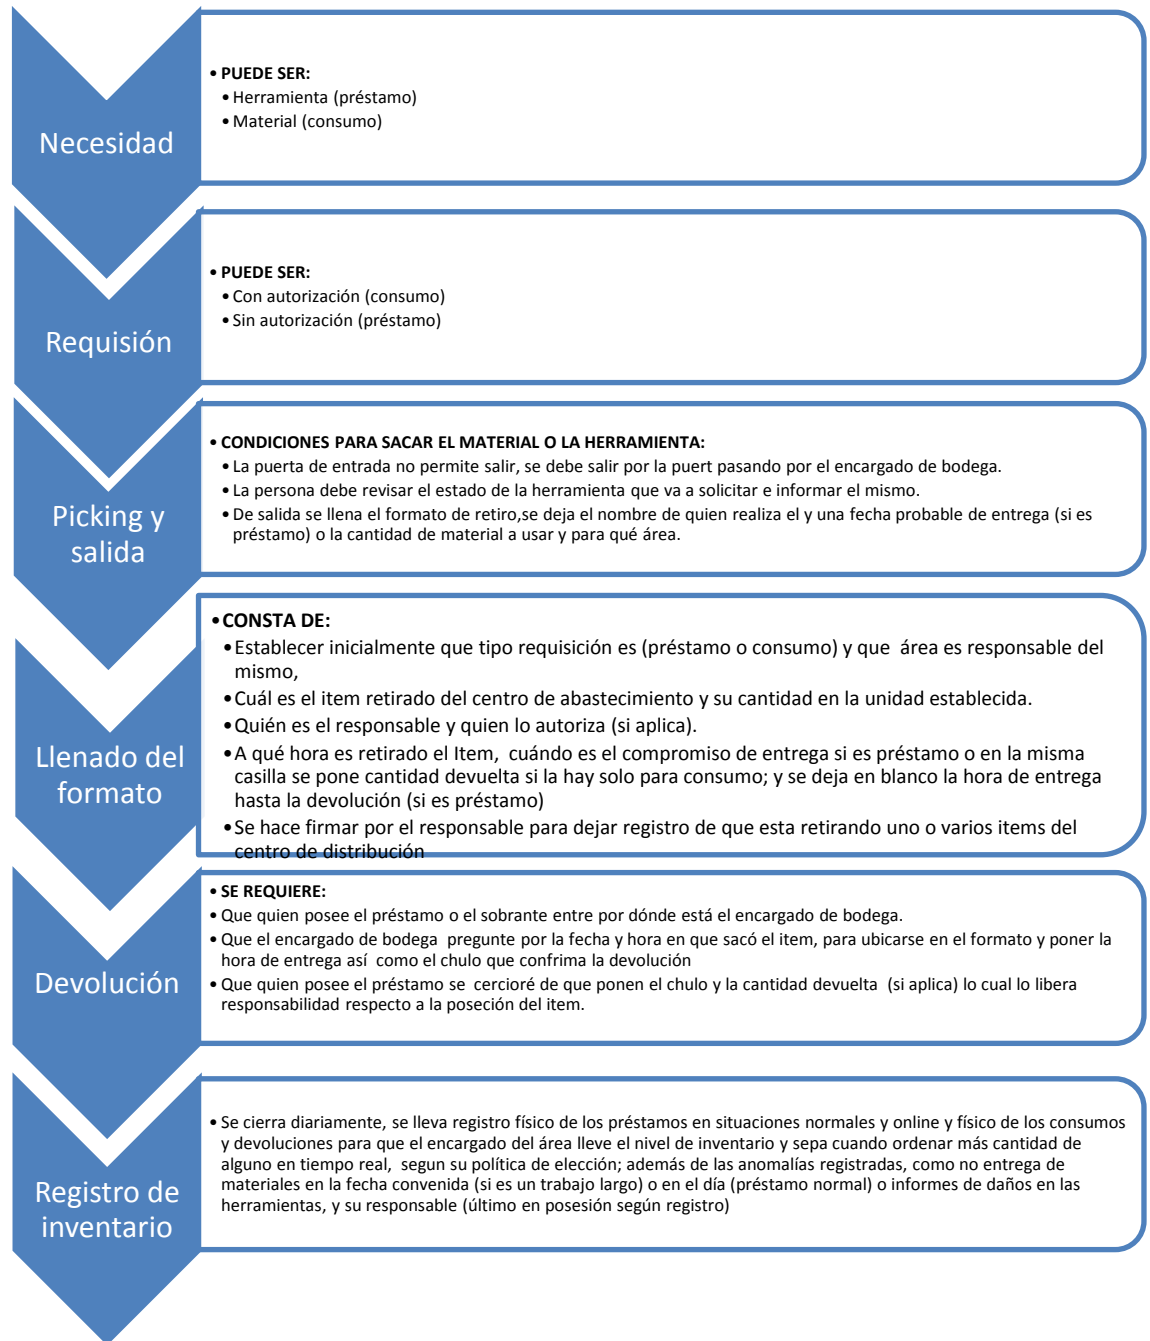 Necesidad
• PUEDE SER:
• Herramienta (préstamo)
• Material (consumo)
Requisión
• PUEDE SER:
• Con autorización (consumo)
• Sin autorización (préstamo)
Picking y
salida
• CONDICIONES PARA SACAR EL MATERIAL O LA HERRAMIENTA:
• La puerta de entrada no permite salir, se debe salir por la puert pasando por el encargado de bodega.
• La persona debe revisar el estado de la herramienta que va a solicitar e informar el mismo.
• De salida se llena el formato de retiro,se deja el nombre de quien realiza el y una fecha probable de entrega (si es
préstamo) o la cantidad de material a usar y para qué área.
Llenado del
formato
• CONSTA DE:
• Establecer inicialmente que tipo requisición es (préstamo o consumo) y que área es responsable del
mismo,
• Cuál es el item retirado del centro de abastecimiento y su cantidad en la unidad establecida.
• Quién es el responsable y quien lo autoriza (si aplica).
• A qué hora es retirado el Item, cuándo es el compromiso de entrega si es préstamo o en la misma
casilla se pone cantidad devuelta si la hay solo para consumo; y se deja en blanco la hora de entrega
hasta la devolución (si es préstamo)
• Se hace firmar por el responsable para dejar registro de que esta retirando uno o varios items del
centro de distribución
Devolución
• SE REQUIERE:
• Que quien posee el préstamo o el sobrante entre por dónde está el encargado de bodega.
• Que el encargado de bodega pregunte por la fecha y hora en que sacó el item, para ubicarse en el formato y poner la
hora de entrega así como el chulo que confrima la devolución
• Que quien posee el préstamo se cercioré de que ponen el chulo y la cantidad devuelta (si aplica) lo cual lo libera
responsabilidad respecto a la poseción del item.
Registro de
inventario
• Se cierra diariamente, se lleva registro físico de los préstamos en situaciones normales y online y físico de los consumos
y devoluciones para que el encargado del área lleve el nivel de inventario y sepa cuando ordenar más cantidad de
alguno en tiempo real, segun su política de elección; además de las anomalías registradas, como no entrega de
materiales en la fecha convenida (si es un trabajo largo) o en el día (préstamo normal) o informes de daños en las
herramientas, y su responsable (último en posesión según registro)